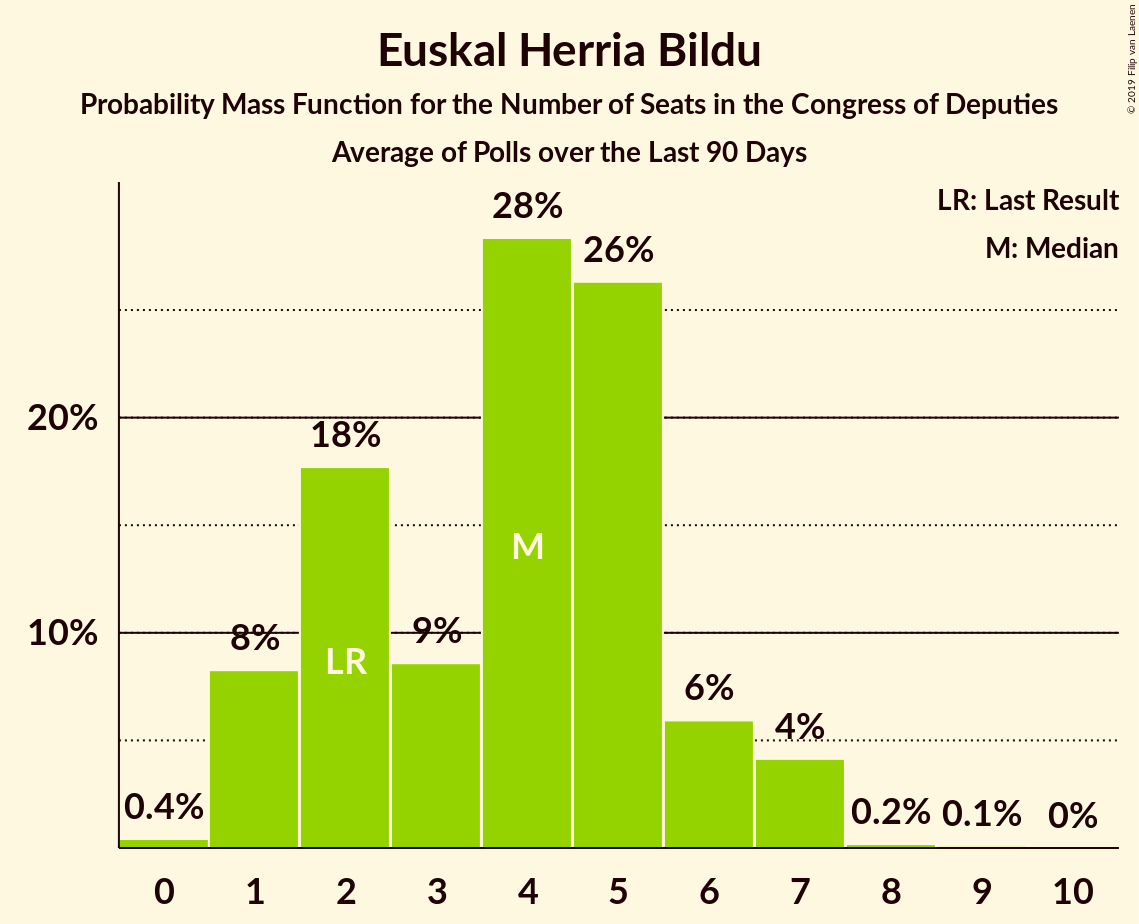 Euskal Herria Bildu
Probability Mass Function for the Number of Seats in the Congress of Deputies
Average of Polls over the Last 90 Days
© 2019 Filip van Laenen
LR: Last Result
M: Median
28%
26%
20%
18%
M
10%
8%
9%
LR
6%
4%
0.4%
0.2%
0.1%
0%
0 1 2 3 4 5 6 7 8 9 10